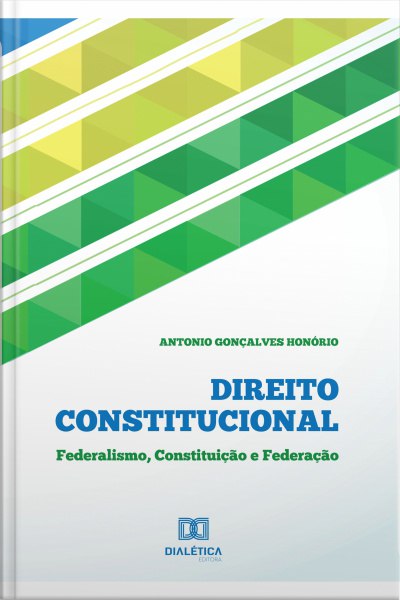 ANTONIO GONÇALVES HONÓRIO
DIREITO
CONSTITUCIONAL
Federalismo, Constituição e Federação
DIALÉTICA
EDITORA